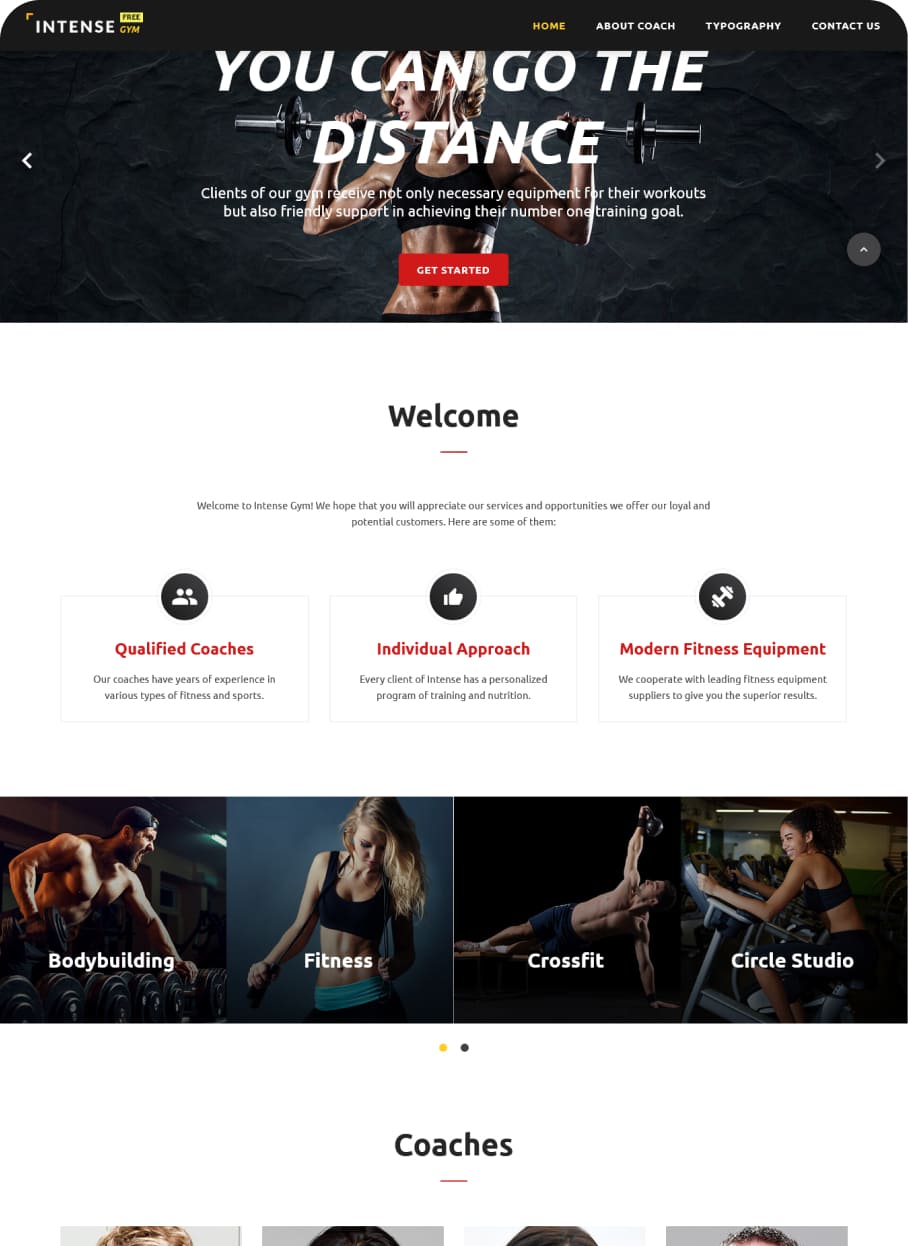 INTENSE FREE GYM
HOME ABOUT COACH TYPOGRAPHY CONTACT US
YOU CAN GO THE
DISTANCE
Clients of our gym receive not only necessary equipment for their workouts
but also friendly support in achieving their number one training goal.
GET STARTED
Welcome
Welcome to Intense Gym! We hope that you will appreciate our services and opportunities we offer our loyal and
potential customers. Here are some of them:
Qualified Coaches
Our coaches have years of experience in
various types of fitness and sports.
Individual Approach
Every client of Intense has a personalized
program of training and nutrition.
Modern Fitness Equipment
We cooperate with leading fitness equipment
suppliers to give you the superior results.
Bodybuilding
Fitness
Crossfit
Circle Studio
Coaches